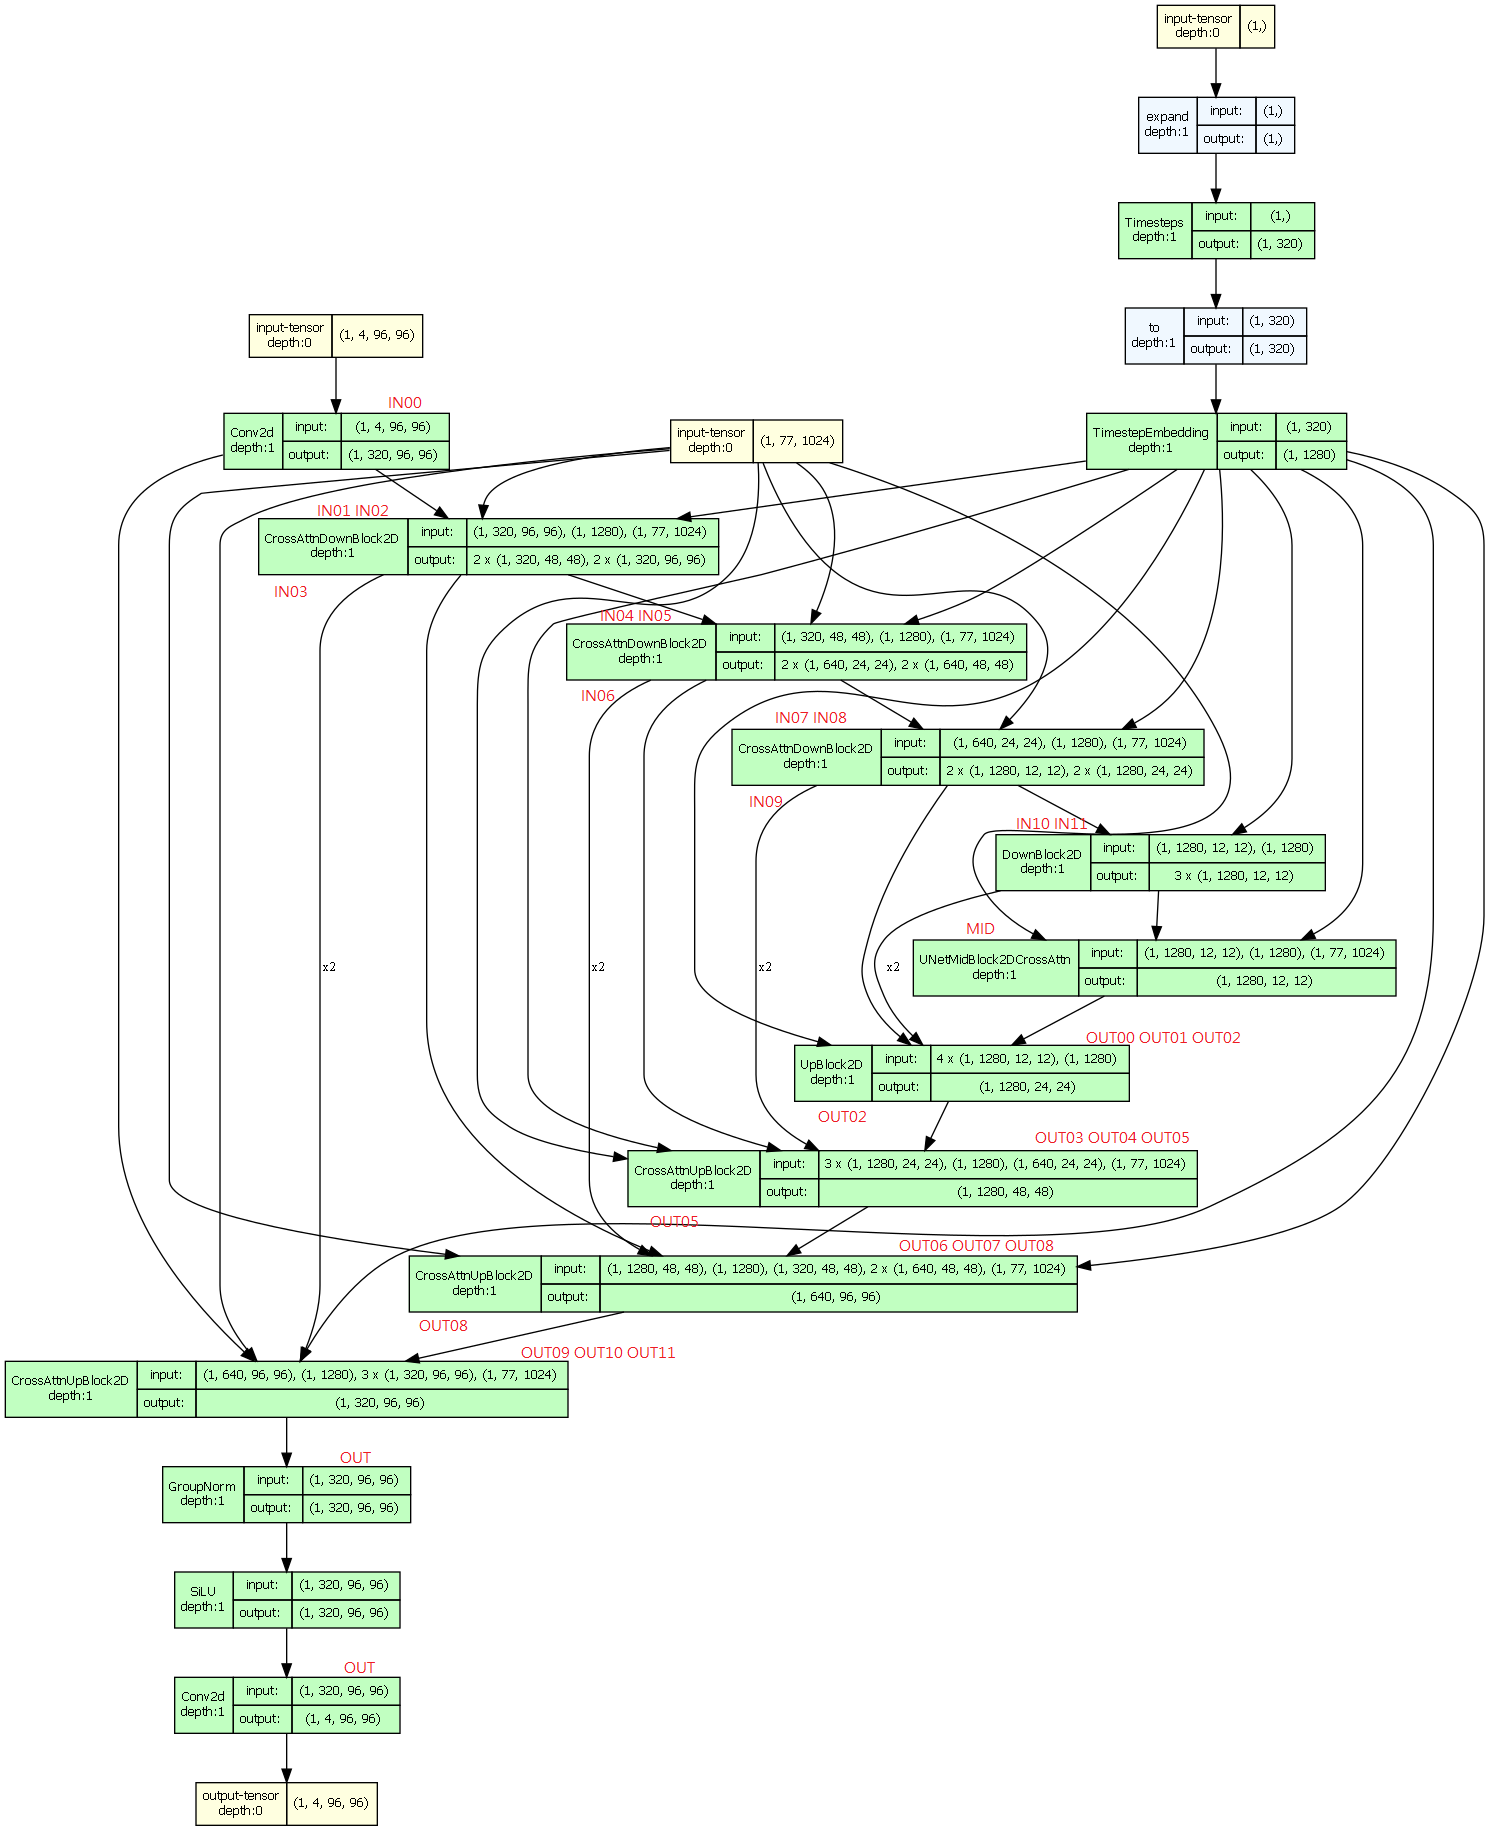 input-tensor
depth:0
(1,)
expand
depth:1
input:
(1,)
output:
(1,)
Timesteps
depth:1
input:
(1,)
output:
(1, 320)
to
depth:1
input:
(1, 320)
output:
(1, 320)
input-tensor
depth:0
(1, 4, 96, 96)
IN00
Conv2d
depth:1
input:
(1, 4, 96, 96)
output:
(1, 320, 96, 96)
input-tensor
depth:0
(1, 77, 1024)
TimestepEmbedding
depth:1
input:
(1, 320)
output:
(1, 1280)
IN01 IN02
CrossAttnDownBlock2D
depth:1
input:
(1, 320, 96, 96), (1, 1280), (1, 77, 1024)
output:
2 x (1, 320, 48, 48), 2 x (1, 320, 96, 96)
IN03
IN04 IN05
CrossAttnDownBlock2D
depth:1
input:
(1, 320, 48, 48), (1, 1280), (1, 77, 1024)
output:
2 x (1, 640, 24, 24), 2 x (1, 640, 48, 48)
IN06
IN07 IN08
CrossAttnDownBlock2D
depth:1
input:
(1, 640, 24, 24), (1, 1280), (1, 77, 1024)
output:
2 x (1, 1280, 12, 12), 2 x (1, 1280, 24, 24)
IN09
IN10 IN11
DownBlock2D
depth:1
input:
(1, 1280, 12, 12), (1, 1280)
output:
3 x (1, 1280, 12, 12)
MID
UNetMidBlock2DCrossAttn
depth:1
input:
(1, 1280, 12, 12), (1, 1280), (1, 77, 1024)
output:
(1, 1280, 12, 12)
x2
x2
x2
x2
OUT00 OUT01 OUT02
UpBlock2D
depth:1
input:
4 x (1, 1280, 12, 12), (1, 1280)
output:
(1, 1280, 24, 24)
OUT02
OUT03 OUT04 OUT05
CrossAttnUpBlock2D
depth:1
input:
3 x (1, 1280, 24, 24), (1, 1280), (1, 640, 24, 24), (1, 77, 1024)
output:
(1, 1280, 48, 48)
OUT05
OUT06 OUT07 OUT08
CrossAttnUpBlock2D
depth:1
input:
(1, 1280, 48, 48), (1, 1280), (1, 320, 48, 48), 2 x (1, 640, 48, 48), (1, 77, 1024)
output:
(1, 640, 96, 96)
OUT08
OUT09 OUT10 OUT11
CrossAttnUpBlock2D
depth:1
input:
(1, 640, 96, 96), (1, 1280), 3 x (1, 320, 96, 96), (1, 77, 1024)
output:
(1, 320, 96, 96)
OUT
GroupNorm
depth:1
input:
(1, 320, 96, 96)
output:
(1, 320, 96, 96)
SiLU
depth:1
input:
(1, 320, 96, 96)
output:
(1, 320, 96, 96)
OUT
Conv2d
depth:1
input:
(1, 320, 96, 96)
output:
(1, 4, 96, 96)
output-tensor
depth:0
(1, 4, 96, 96)